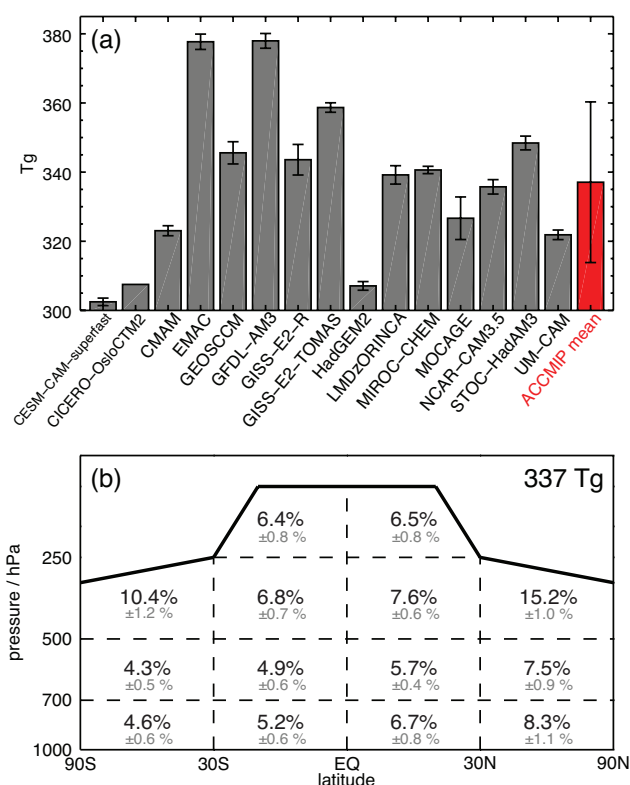 (a)
Tg
380
360
340
320
300
CESM-CAM-superfast
CICERO-OsloCTM2
CMAM
EMAC
GEOSCCM
GFDL-AM3
GISS-E2-R
GISS-E2-TOMAS
HadGEM2
LMDzORINCA
MIROC-CHEM
MOCAGE
NCAR-CAM3.5
STOC-HadAM3
UM-CAM
ACCMIP mean
(b)
337 Tg
pressure / hPa
250
500
700
1000
6.4% 6.5%
±0.8 % ±0.8 %
10.4% 6.8% 7.6% 15.2%
±1.2 % ±0.7 % ±0.6 % ±1.0 %
4.3% 4.9% 5.7% 7.5%
±0.5 % ±0.6 % ±0.4 % ±0.9 %
4.6% 5.2% 6.7% 8.3%
±0.6 % ±0.6 % ±0.8 % ±1.1 %
90S 30S EQ 30N 90N
latitude